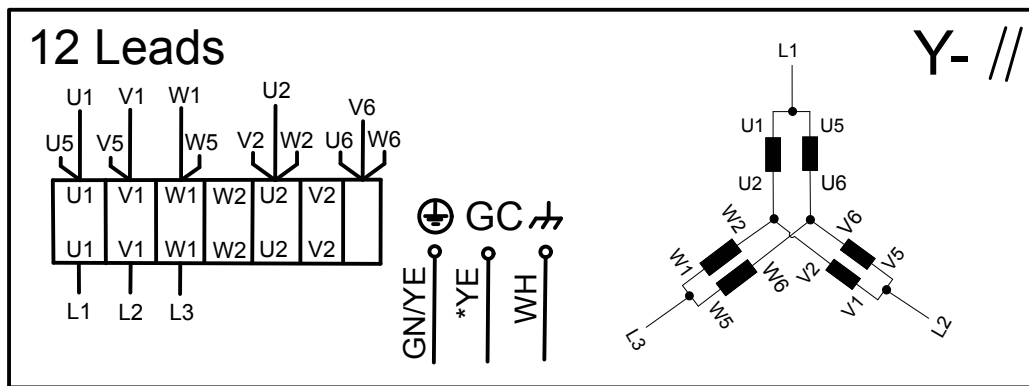 12 Leads
Y- //
U1 V1 W1 U2 V6
U5 V5 W5 V2 W2 U6 W6
U1 V1 W1 W2 U2 V2
U1 V1 W1 W2 U2 V2
L1 L2 L3
GC
GN/YE *YE WH
L1
U1 U5
U2 U6
W2 V6
W1 W6 V2 V5
W5 V1
L3 L2